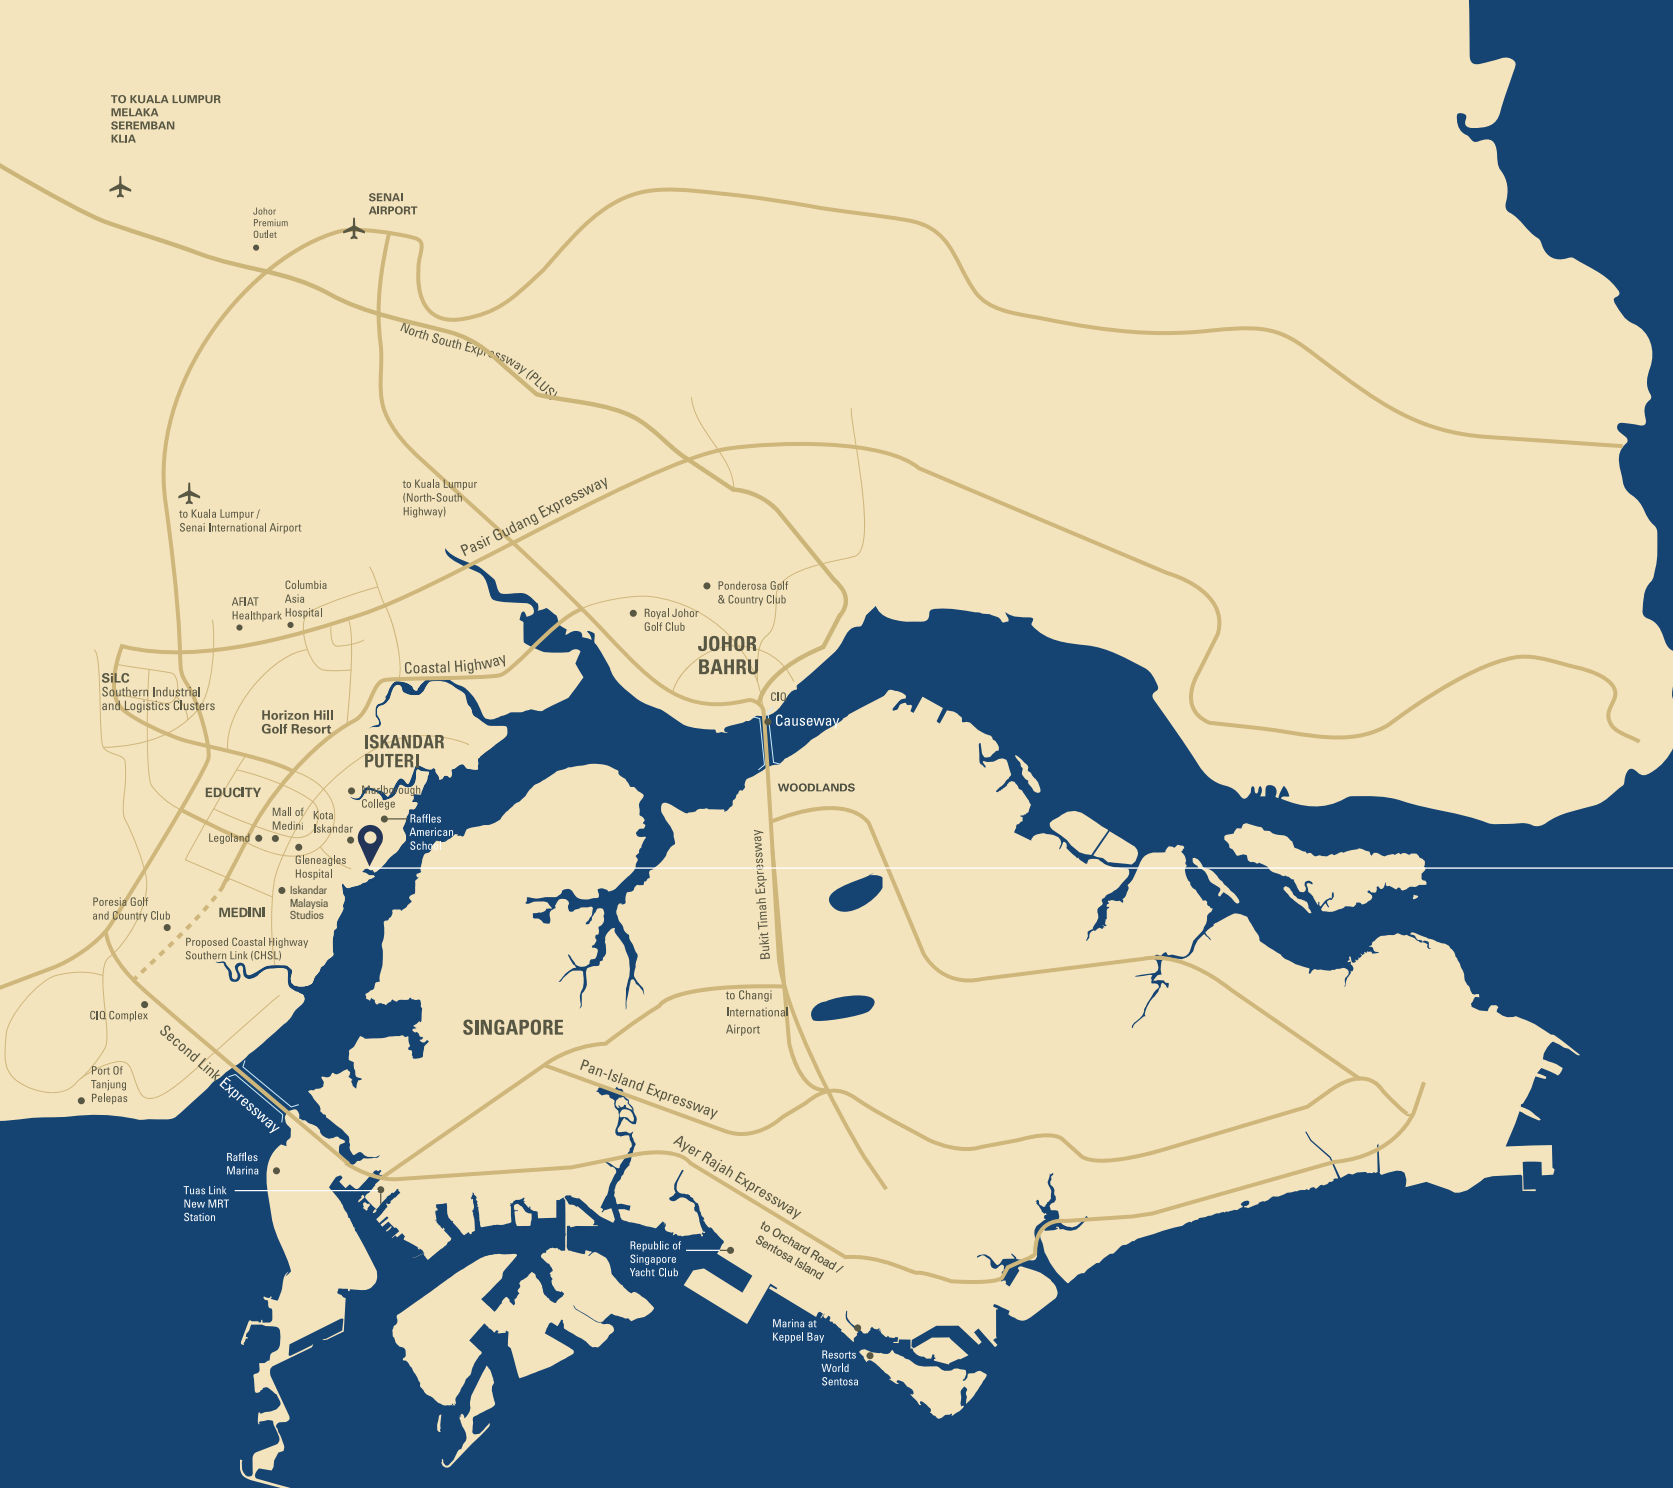 TO KUALA LUMPUR
MELAKA
SEREMBAN
KLIA
SENAI
AIRPORT
Johor
Premium
Outlet
North South Expressway (PLUS)
to Kuala Lumpur
(North-South
Highway)
Pasir Gudang Expressway
to Kuala Lumpur /
Senai International Airport
Columbia
Asia
Hospital
AFIAT
Healthpark
Ponderosa Golf
& Country Club
Royal Johor
Golf Club
JOHOR
BAHRU
Coastal Highway
SiLC
Southern Industrial
and Logistics Clusters
CIQ
Causeway
Horizon Hill
Golf Resort
ISKANDAR
PUTERI
WOODLANDS
EDUCITY
Marlborough
College
Mall of
Medini
Kota
Iskandar
Raffles
American
School
Legoland
Gleneagles
Hospital
Iskandar
Malaysia
Studios
Bukit Timah Expressway
Poresia Golf
and Country Club
MEDINI
Proposed Coastal Highway
Southern Link (CHSL)
to Changi
International
Airport
CIQ Complex
SINGAPORE
Second Link Expressway
Port Of
Tanjung
Pelepas
Pan-Island Expressway
Ayer Rajah Expressway
Raffles
Marina
Tuas Link
New MRT
Station
to Orchard Road /
Sentosa Island
Republic of
Singapore
Yacht Club
Marina at
Keppel Bay
Resorts
World
Sentosa